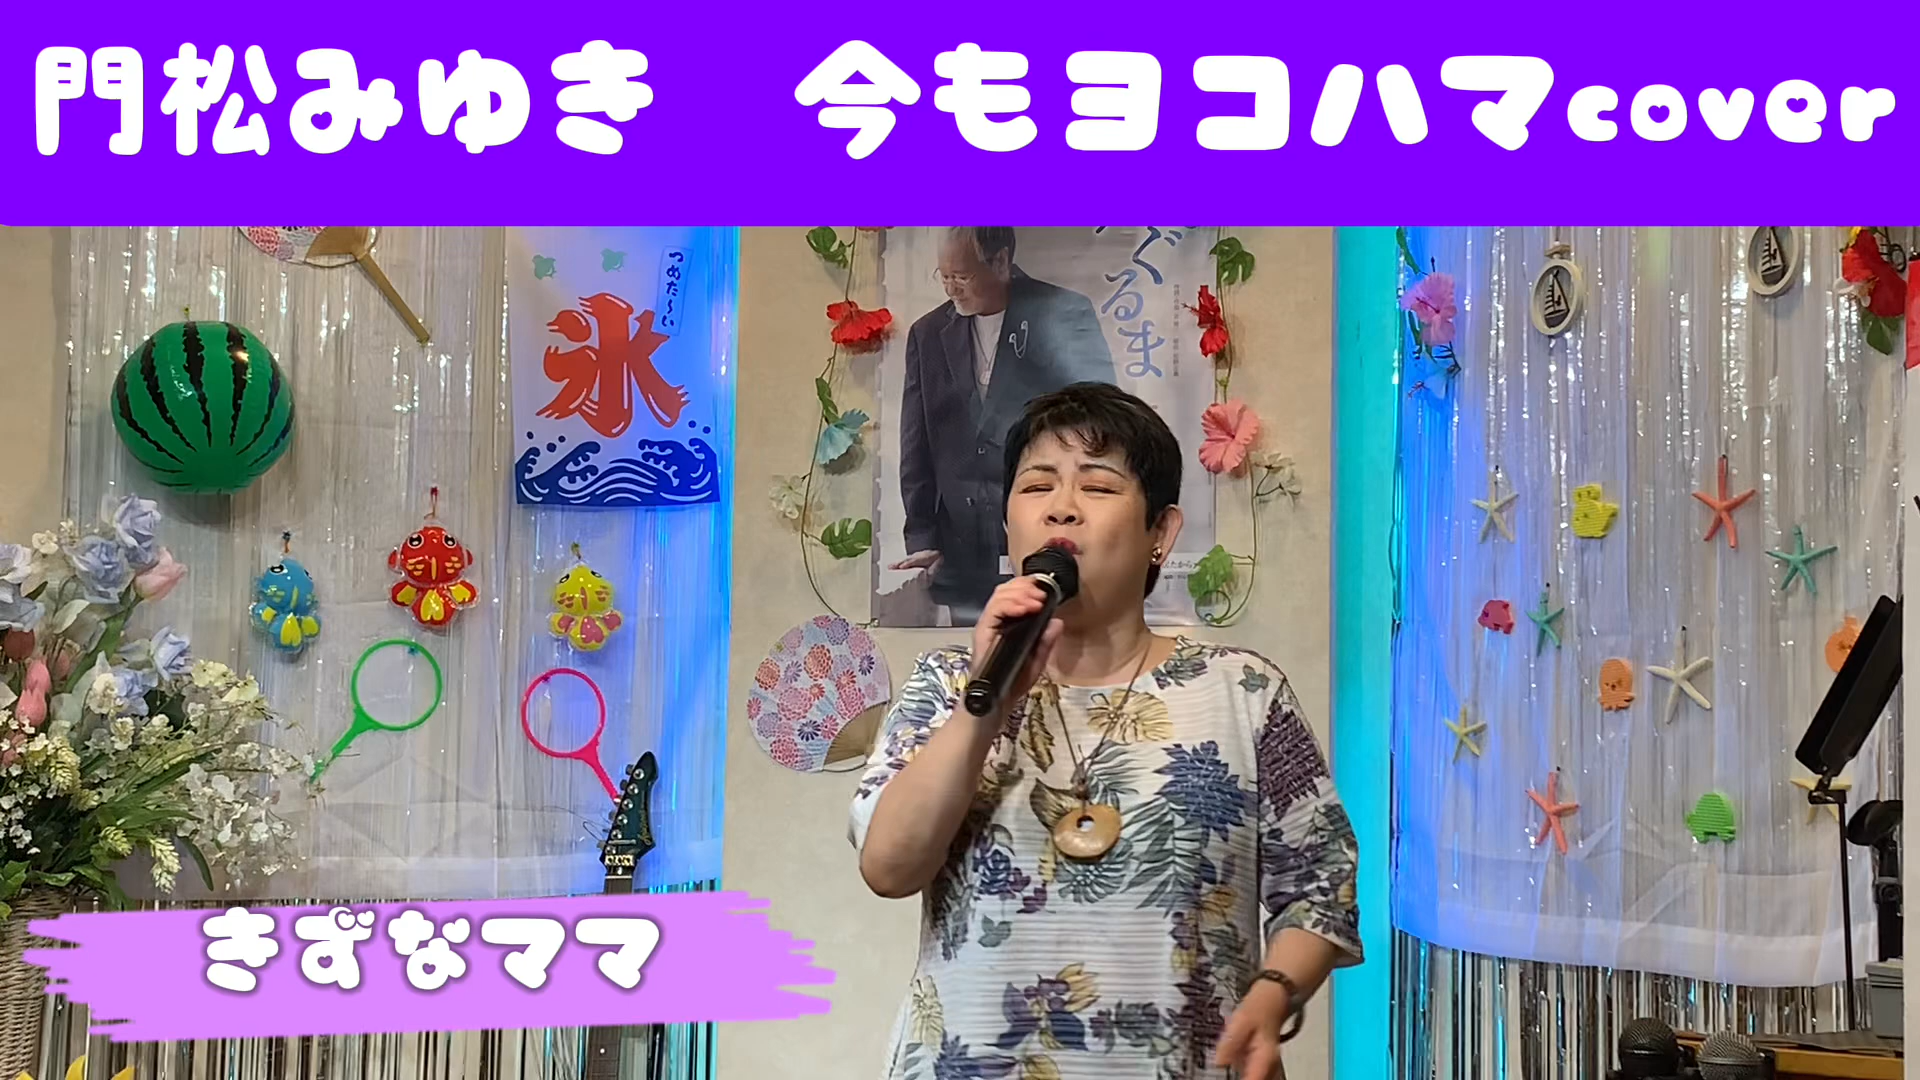 門松みゆき　今もヨコハマcover
つめた〜い
氷
ぐるま
きずなママ